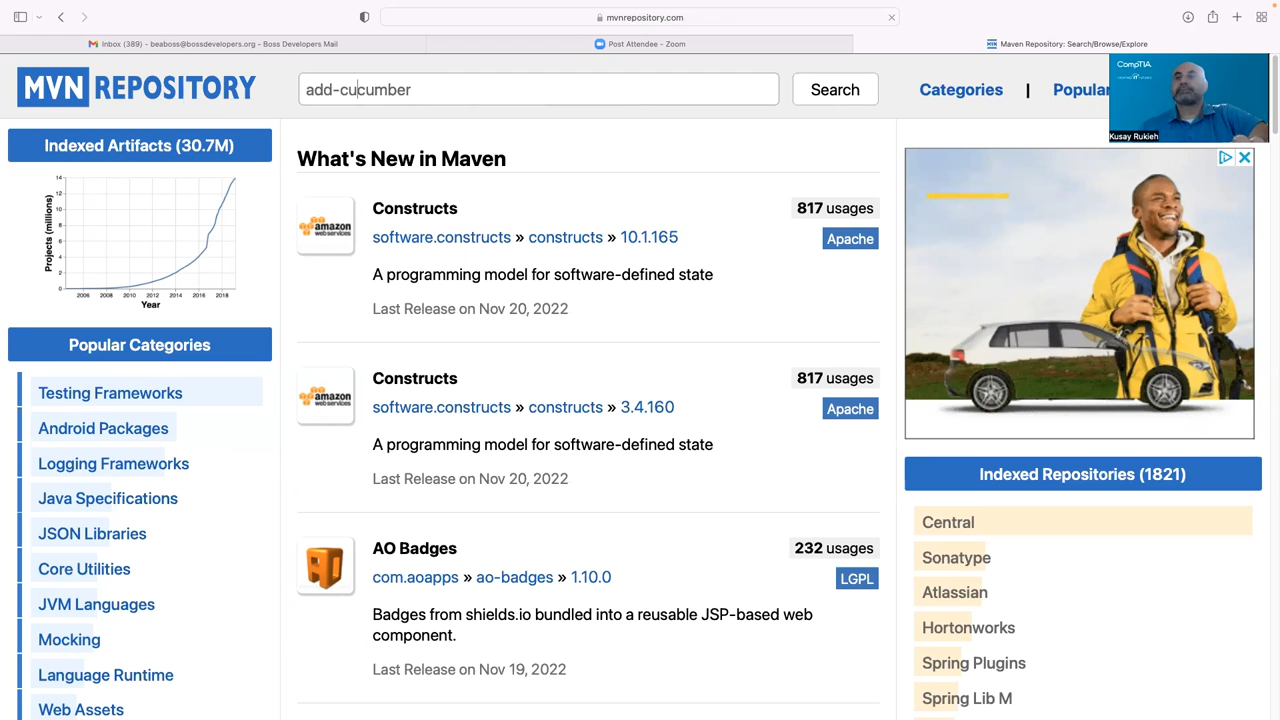 mvnrepository.com
Inbox (389) - beaboss@bossdevelopers.org - Boss Developers Mail
Post Attendee - Zoom
Maven Repository: Search/Browse/Explore
MVN REPOSITORY
add-cucumber
Search
Categories | Popular
CompTIA
Kusay Rukieh
Indexed Artifacts (30.7M)
Projects (millions)
14
12
10
8
6
4
2
0
2006 2008 2010 2012 2014 2016 2018
Year
Popular Categories
Testing Frameworks
Android Packages
Logging Frameworks
Java Specifications
JSON Libraries
Core Utilities
JVM Languages
Mocking
Language Runtime
Web Assets
What's New in Maven
Constructs
817 usages
software.constructs » constructs » 10.1.165
Apache
A programming model for software-defined state
Last Release on Nov 20, 2022
Constructs
817 usages
software.constructs » constructs » 3.4.160
Apache
A programming model for software-defined state
Last Release on Nov 20, 2022
AO Badges
232 usages
com.aoapps » ao-badges » 1.10.0
LGPL
Badges from shields.io bundled into a reusable JSP-based web
component.
Last Release on Nov 19, 2022
amazon
web services
amazon
web services
AO
Indexed Repositories (1821)
Central
Sonatype
Atlassian
Hortonworks
Spring Plugins
Spring Lib M